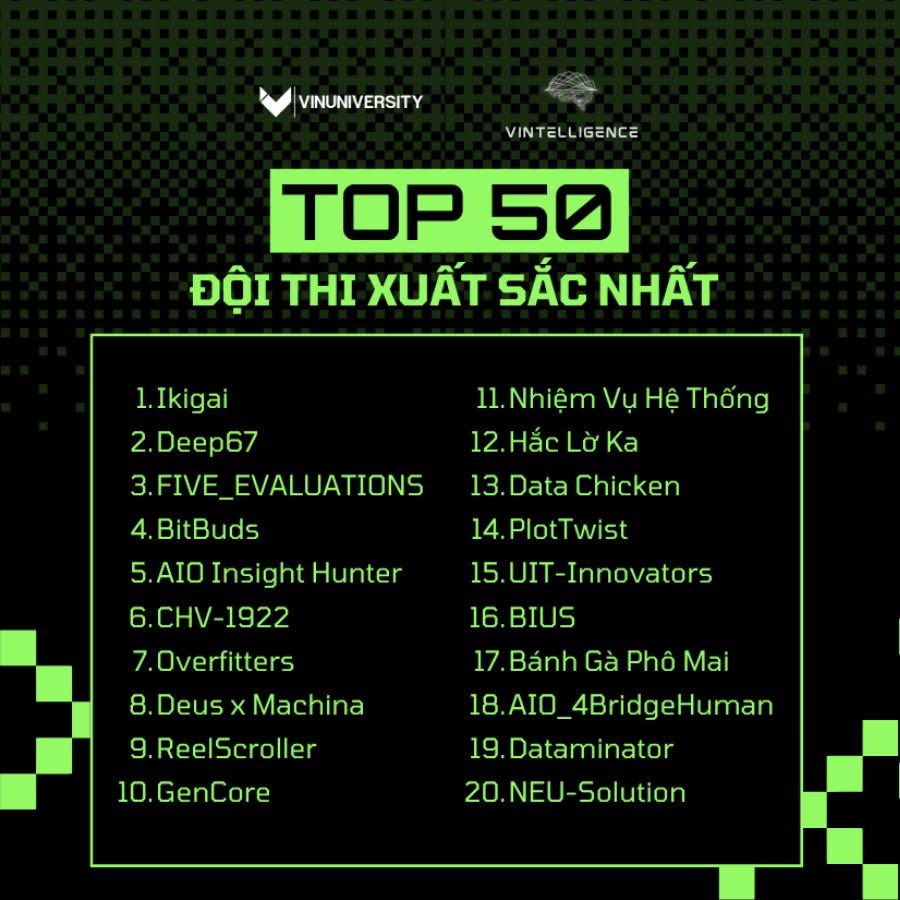 VINUNIVERSITY
VINTELLIGENCE
TOP 50
ĐỘI THI XUẤT SẮC NHẤT
1. Ikigai
2. Deep67
3. FIVE_EVALUATIONS
4. BitBuds
5. AIO Insight Hunter
6. CHV-1922
7. Overfitters
8. Deus x Machina
9. ReelScroller
10. GenCore
11. Nhiệm Vụ Hệ Thống
12. Hắc Lờ Ka
13. Data Chicken
14. PlotTwist
15. UIT-Innovators
16. BIUS
17. Bánh Gà Phô Mai
18. AIO_4BridgeHuman
19. Dataminator
20. NEU-Solution